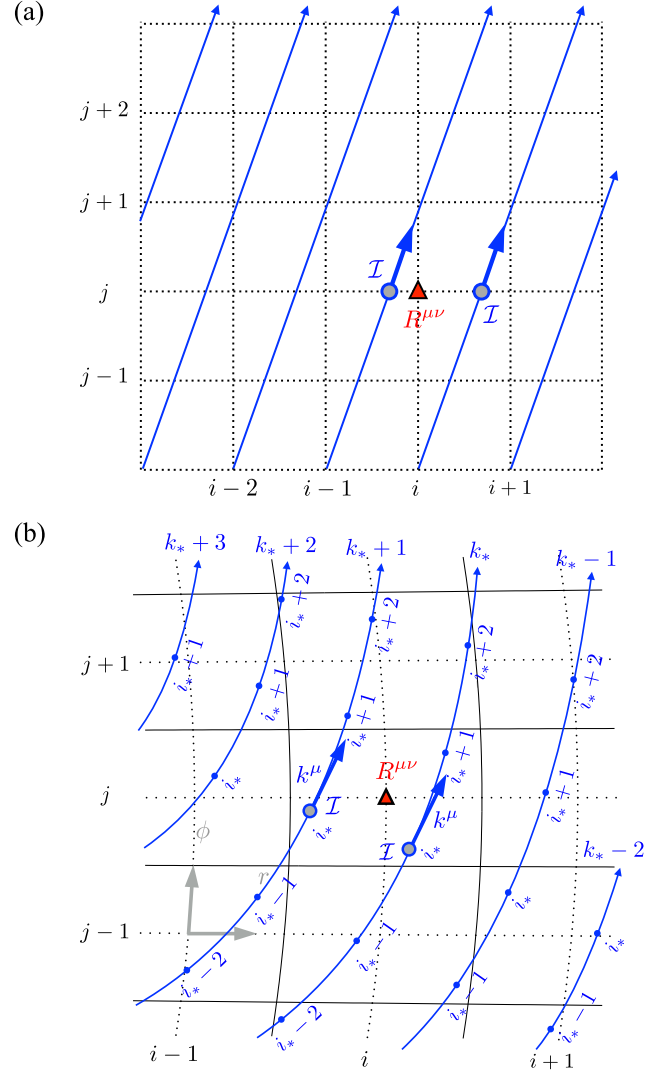 (a)
j + 2
j + 1
𝓘
j
R^{μν}
𝓘
j − 1
i − 2
i − 1
i
i + 1
(b)
k_* + 3
k_* + 2
k_* + 1
k_*
k_* − 1
i_* + 2
i_* + 2
i_* + 2
i_* + 1
i_* + 1
i_* + 2
j + 1
i_* + 1
i_* + 1
k^μ
R^{μν}
i_*
i_* + 1
j
𝓘
i_*
k^μ
ϕ
𝓘
i_*
k_* − 2
r
i_* − 1
i_*
j − 1
i_* − 1
i_*
i_* − 2
i_* − 1
i_* − 2
i_* − 1
i − 1
i
i + 1